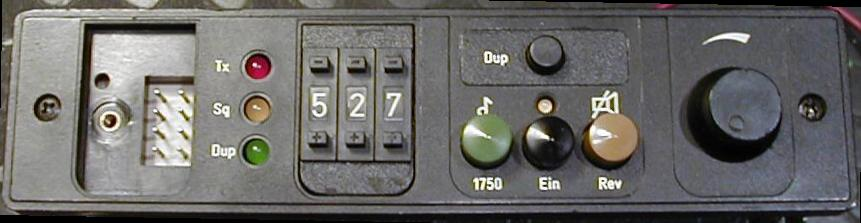 Tx
Sq
Dup
5 2 7
Dup
1750 Ein Rev